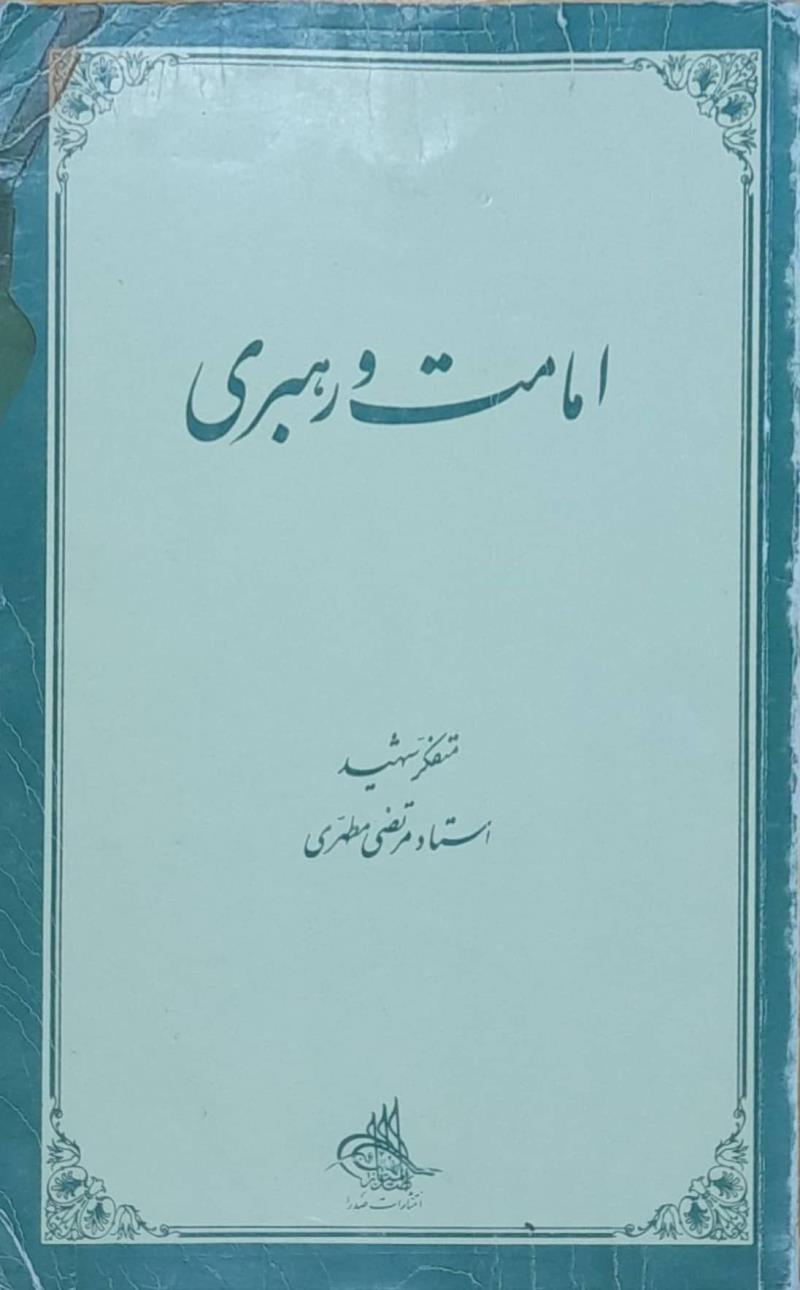 امامت و رهبری
متفکر شهید
استاد مرتضی مطهری
انتشارات صدرا